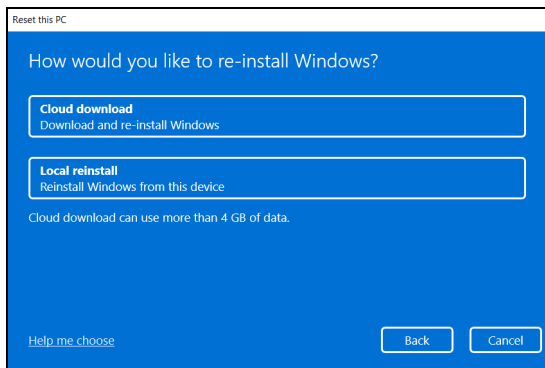 Reset this PC
How would you like to re-install Windows?
Cloud download
Download and re-install Windows
Local reinstall
Reinstall Windows from this device
Cloud download can use more than 4 GB of data.
Help me choose
Back
Cancel